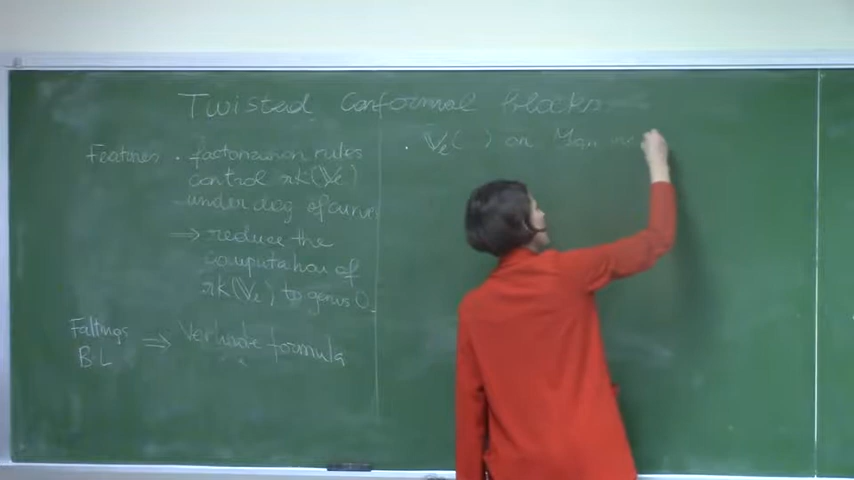 Twisted Conformal blocks
Features • factorization rules
control rk(𝕍ℓ)
under deg of curves
⇒ reduce the
computation of
rk(𝕍ℓ) to genus 0.
Faltings
B-L ⇒ Verlinde formula
• 𝕍ℓ( ) on